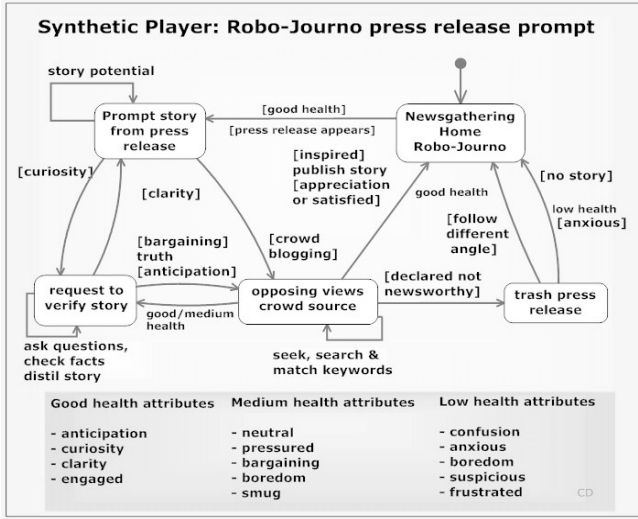 Synthetic Player: Robo-Journo press release prompt
story potential
Prompt story
from press
release
[good health]
[press release appears]
Newsgathering
Home
Robo-Journo
[curiosity]
[clarity]
[inspired]
publish story
[appreciation
or satisfied]
good health
[no story]
low health
[anxious]
[follow
different
angle]
[bargaining]
truth
[anticipation]
[crowd
blogging]
[declared not
newsworthy]
request to
verify story
good/medium
health
opposing views
crowd source
trash press
release
ask questions,
check facts
distil story
seek, search &
match keywords
Good health attributes
- anticipation
- curiosity
- clarity
- engaged
Medium health attributes
- neutral
- pressured
- bargaining
- boredom
- smug
Low health attributes
- confusion
- anxious
- boredom
- suspicious
- frustrated
CD